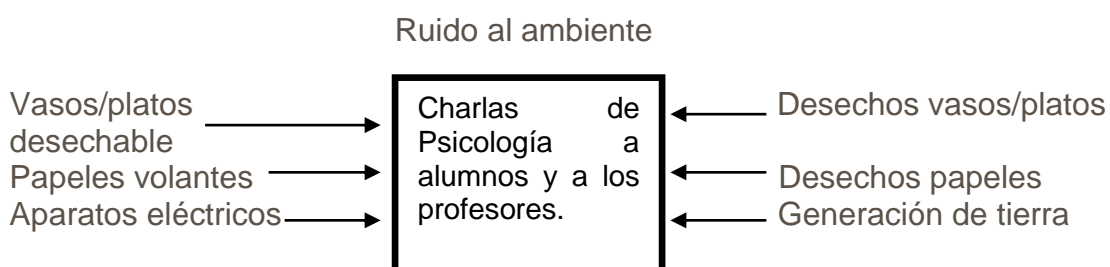 Ruido al ambiente
Vasos/platos
desechable
Papeles volantes
Aparatos eléctricos
Charlas de
Psicología a
alumnos y a los
profesores.
Desechos vasos/platos
Desechos papeles
Generación de tierra